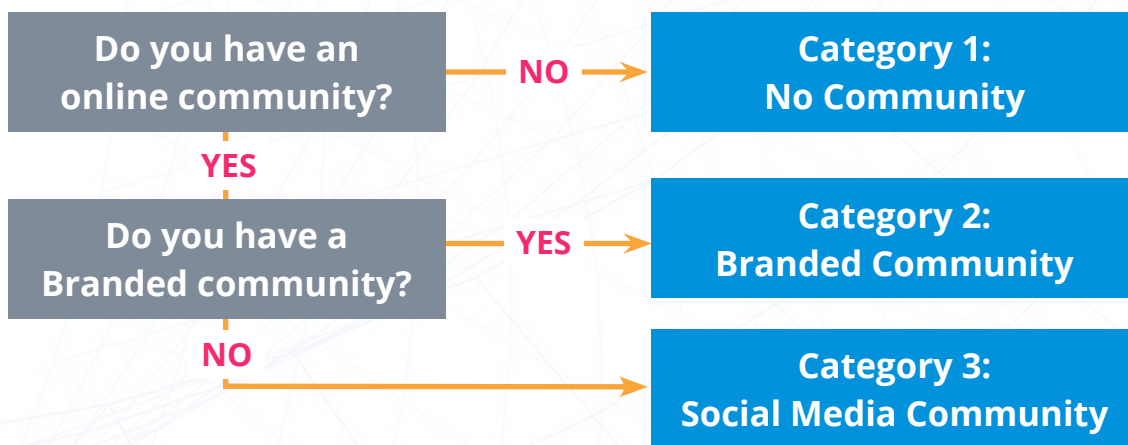 Do you have an
online community?
NO
Category 1:
No Community
YES
Do you have a
Branded community?
YES
Category 2:
Branded Community
NO
Category 3:
Social Media Community